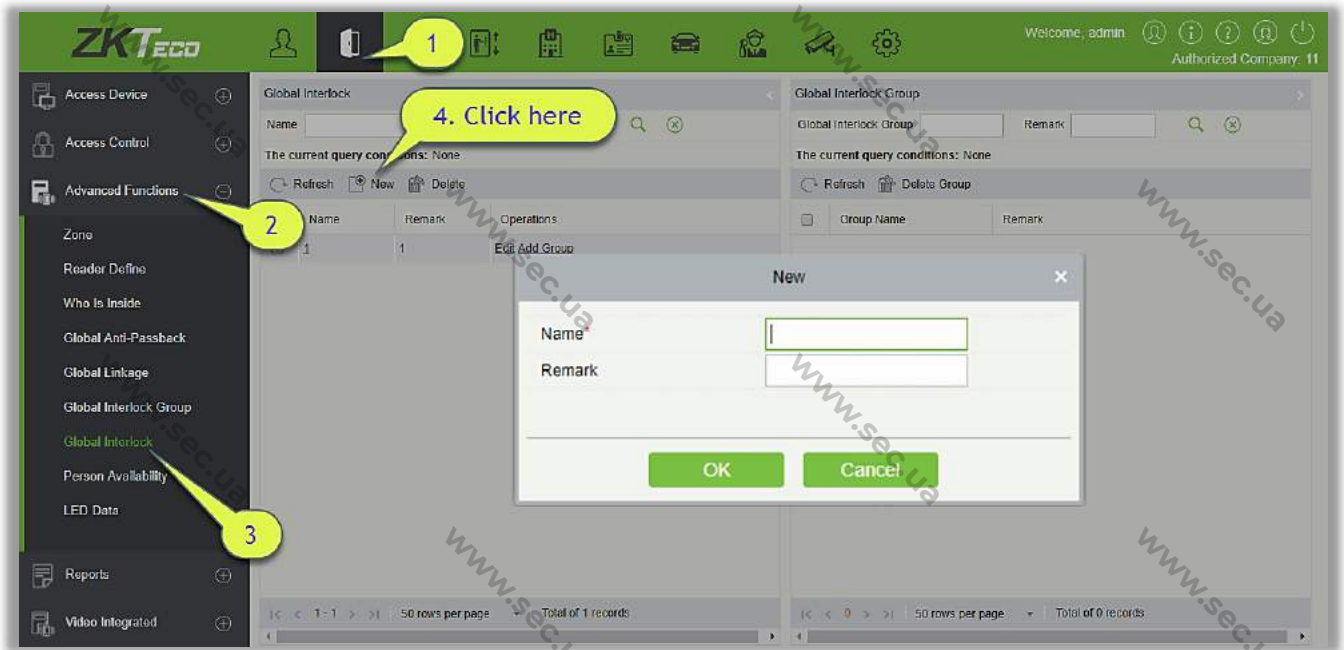 ZKTeco
Welcome, admin
Authorized Company: 11
1
Access Device
Access Control
Advanced Functions
2
Zone
Reader Define
Who Is Inside
Global Anti-Passback
Global Linkage
Global Interlock Group
Global Interlock
Person Availability
LED Data
3
Reports
Video Integrated
Global Interlock
Name
4. Click here
The current query conditions: None
Refresh New Delete
Name Remark Operations
1 1 Edit Add Group
1-1 50 rows per page Total of 1 records
Global Interlock Group
Global Interlock Group Remark
The current query conditions: None
Refresh Delete Group
Group Name Remark
0 50 rows per page Total of 0 records
New
Name*
Remark
OK Cancel
www.sec.ua
www.sec.ua
www.sec.ua
www.sec.ua
www.sec.ua
www.sec.ua
www.sec.ua
www.sec.ua
www.sec.ua